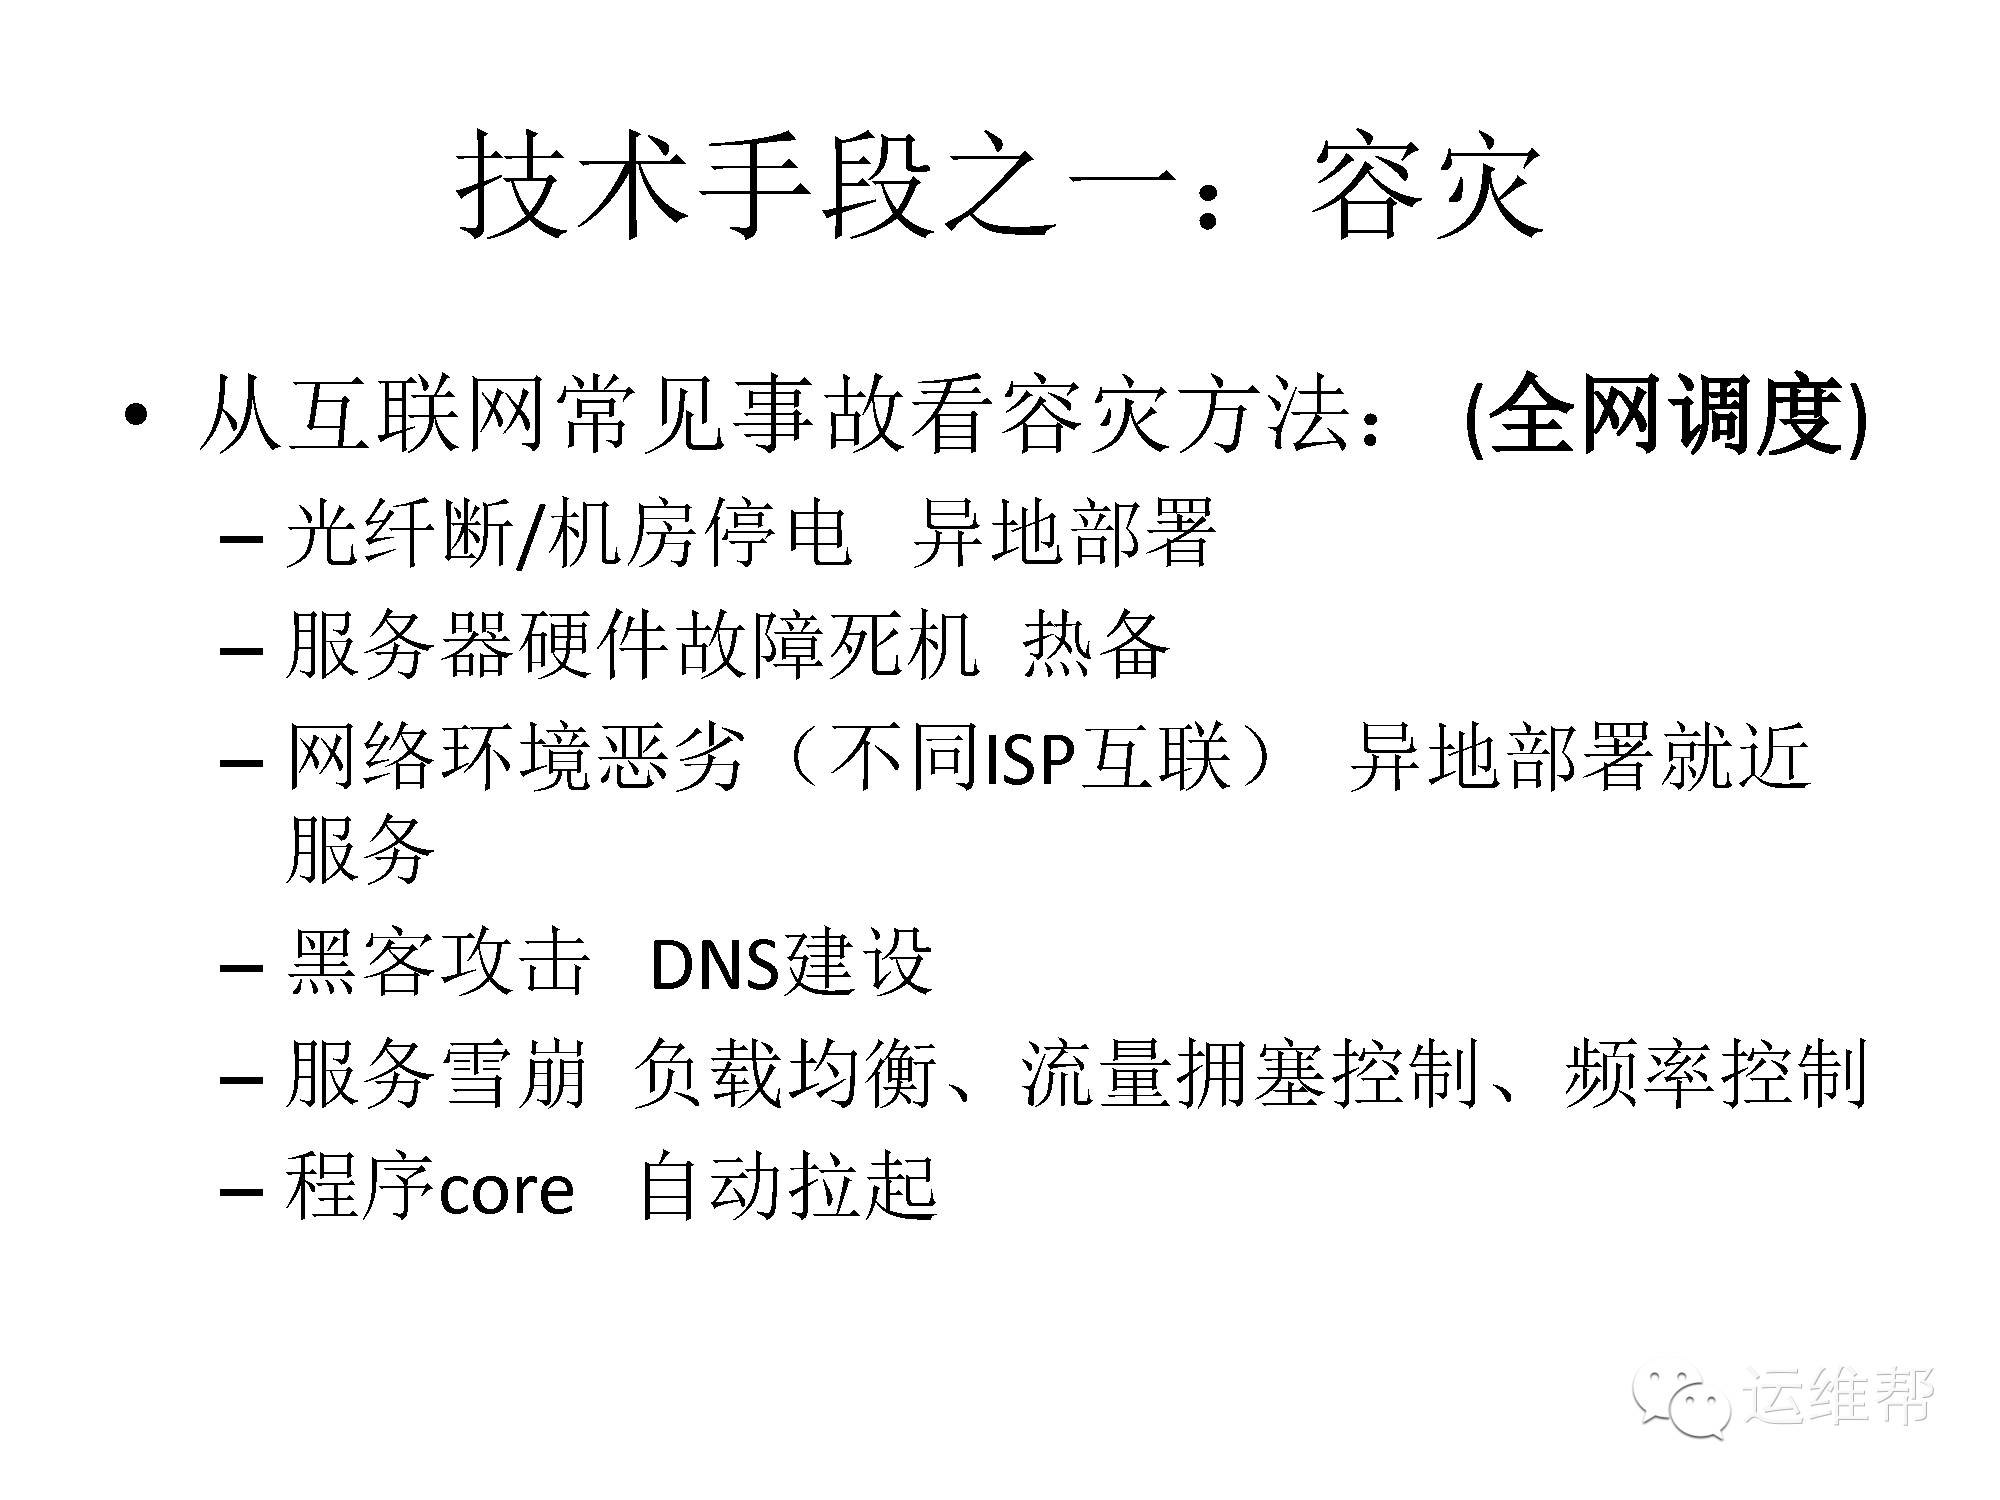 技术手段之一：容灾
• 从互联网常见事故看容灾方法： (全网调度)
– 光纤断/机房停电 异地部署
– 服务器硬件故障死机 热备
– 网络环境恶劣（不同ISP互联） 异地部署就近
服务
– 黑客攻击 DNS建设
– 服务雪崩 负载均衡、流量拥塞控制、频率控制
– 程序core 自动拉起
运维帮